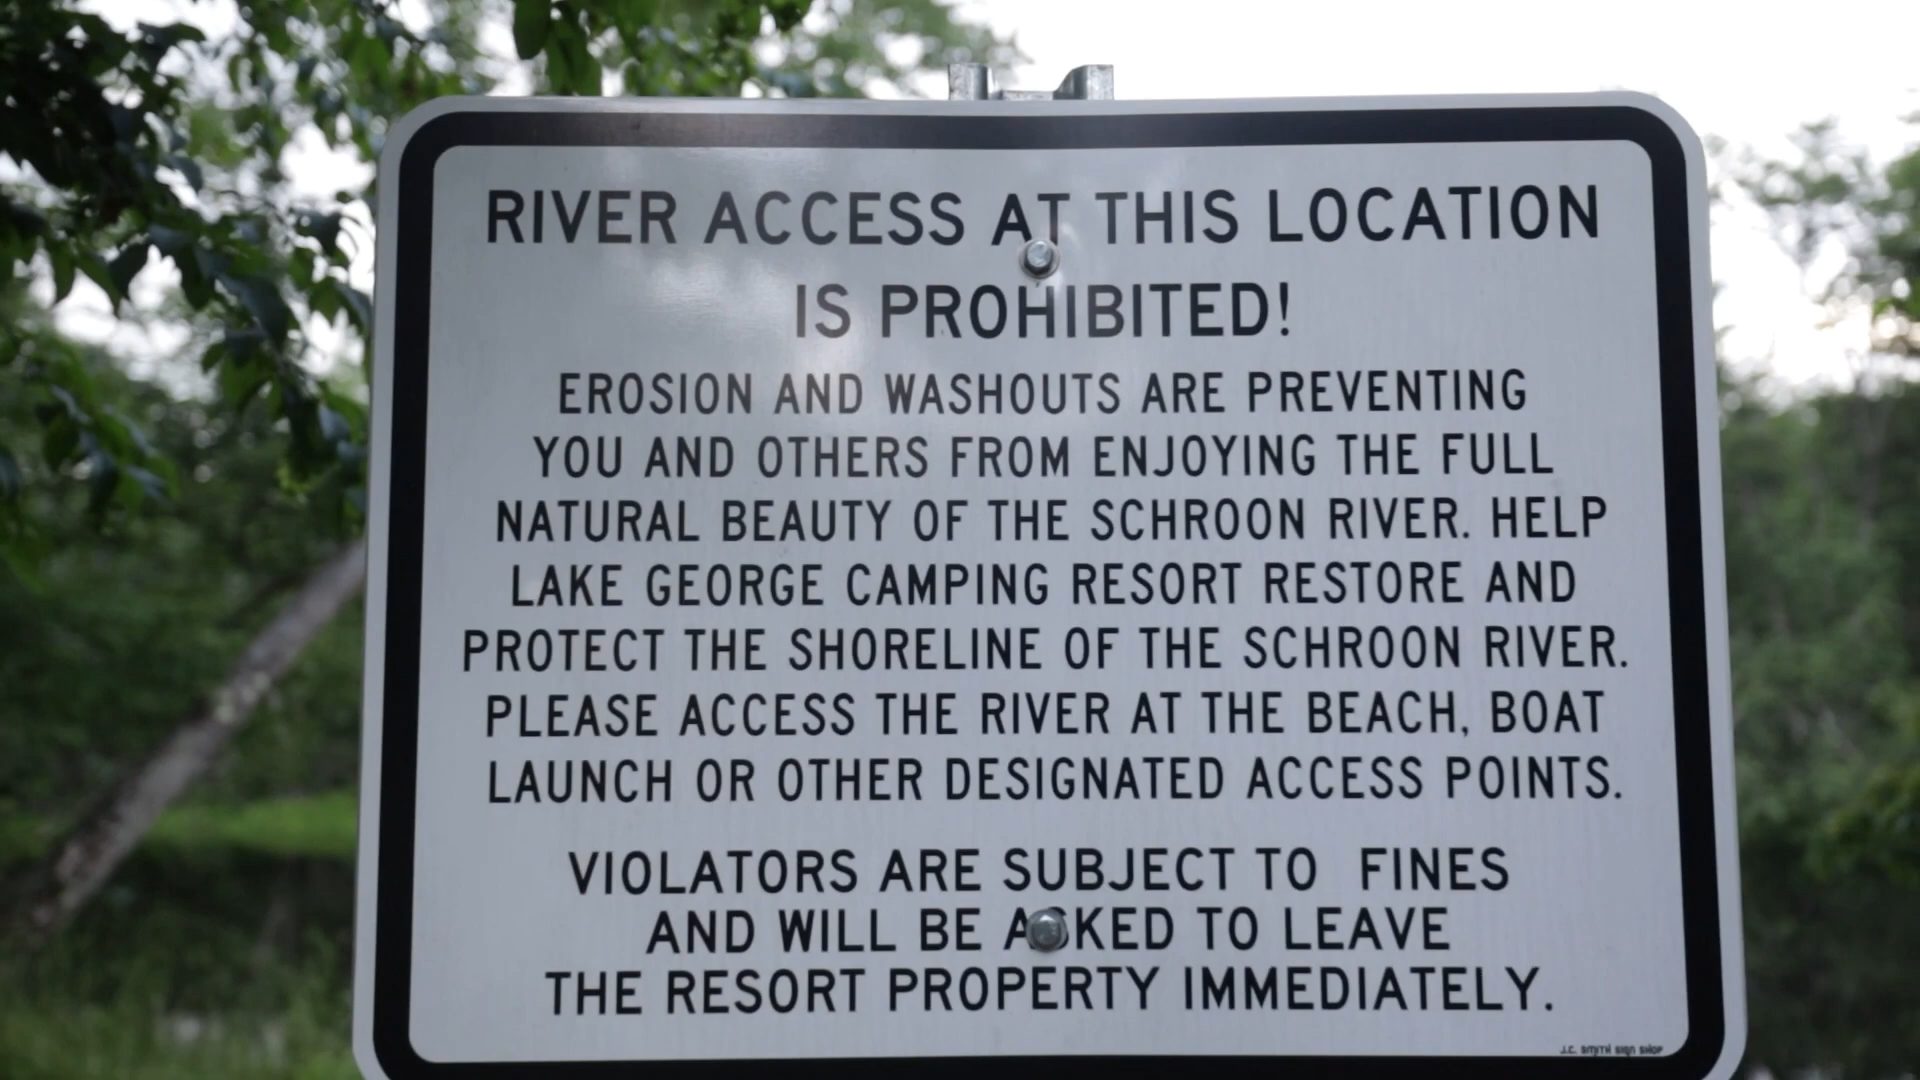 RIVER ACCESS AT THIS LOCATION
IS PROHIBITED!
EROSION AND WASHOUTS ARE PREVENTING
YOU AND OTHERS FROM ENJOYING THE FULL
NATURAL BEAUTY OF THE SCHROON RIVER. HELP
LAKE GEORGE CAMPING RESORT RESTORE AND
PROTECT THE SHORELINE OF THE SCHROON RIVER.
PLEASE ACCESS THE RIVER AT THE BEACH, BOAT
LAUNCH OR OTHER DESIGNATED ACCESS POINTS.
VIOLATORS ARE SUBJECT TO FINES
AND WILL BE ASKED TO LEAVE
THE RESORT PROPERTY IMMEDIATELY.
J.C. SMITH SIGN SHOP